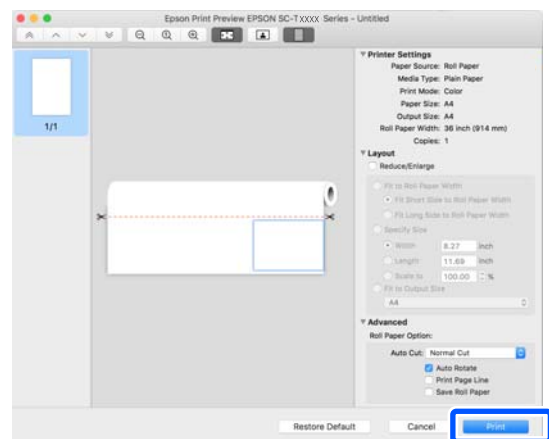 Epson Print Preview EPSON SC-TXXXX Series - Untitled
1/1
Printer Settings
Paper Source: Roll Paper
Media Type: Plain Paper
Print Mode: Color
Paper Size: A4
Output Size: A4
Roll Paper Width: 36 inch (914 mm)
Copies: 1
Layout
Reduce/Enlarge
Fit to Roll Paper Width
Fit Short Side to Roll Paper Width
Fit Long Side to Roll Paper Width
Specify Size
Width 8.27 inch
Length 11.69 inch
Scale to 100.00 %
Fit to Output Size
A4
Advanced
Roll Paper Option:
Auto Cut: Normal Cut
Auto Rotate
Print Page Line
Save Roll Paper
Restore Default Cancel Print